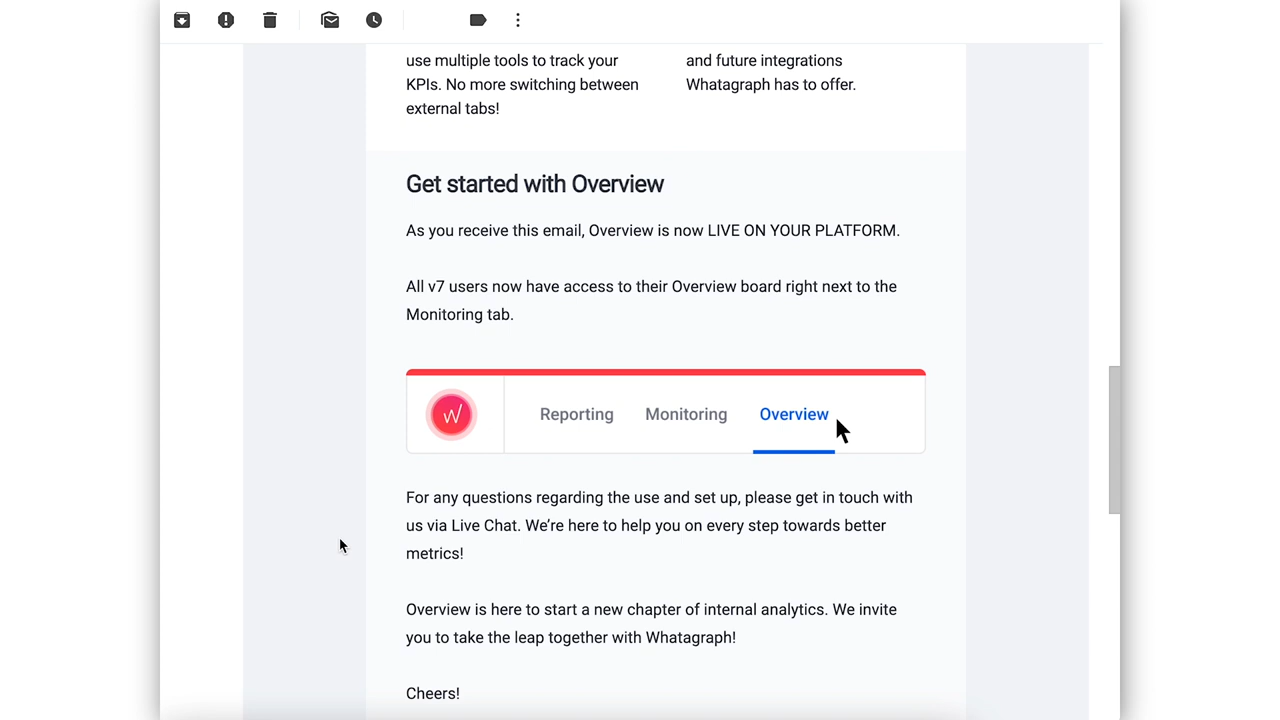 use multiple tools to track your
KPIs. No more switching between
external tabs!
and future integrations
Whatagraph has to offer.
Get started with Overview
As you receive this email, Overview is now LIVE ON YOUR PLATFORM.
All v7 users now have access to their Overview board right next to the
Monitoring tab.
W Reporting Monitoring Overview
For any questions regarding the use and set up, please get in touch with
us via Live Chat. We’re here to help you on every step towards better
metrics!
Overview is here to start a new chapter of internal analytics. We invite
you to take the leap together with Whatagraph!
Cheers!